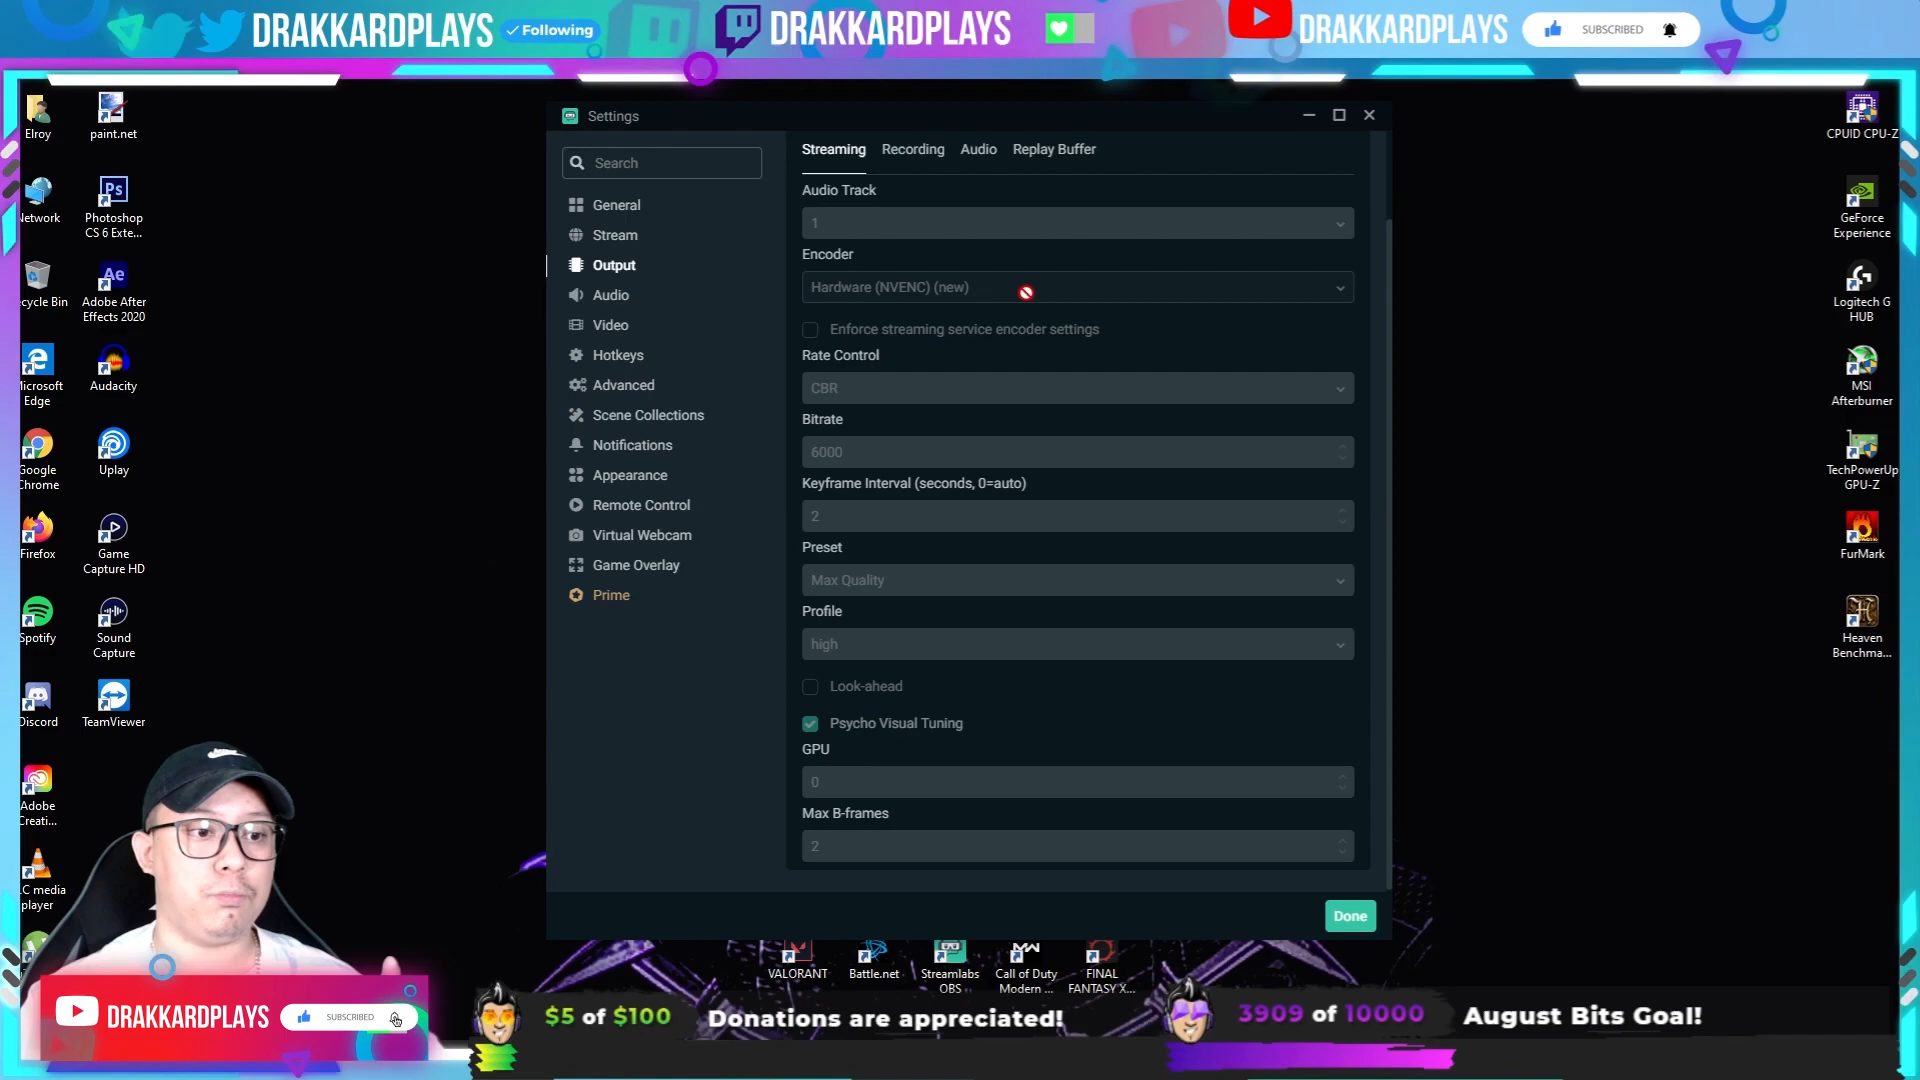 DRAKKARDPLAYS
Following
DRAKKARDPLAYS
DRAKKARDPLAYS
SUBSCRIBED
Elroy
paint.net
Network
Ps
Photoshop
CS 6 Exte...
ecycle Bin
Ae
Adobe After
Effects 2020
Microsoft
Edge
Audacity
Google
Chrome
Uplay
Firefox
Game
Capture HD
Spotify
Sound
Capture
Discord
TeamViewer
Adobe
Creati...
LC media
player
Settings
Search
General
Stream
Output
Audio
Video
Hotkeys
Advanced
Scene Collections
Notifications
Appearance
Remote Control
Virtual Webcam
Game Overlay
Prime
Streaming Recording Audio Replay Buffer
Audio Track
1
Encoder
Hardware (NVENC) (new)
Enforce streaming service encoder settings
Rate Control
CBR
Bitrate
6000
Keyframe Interval (seconds, 0=auto)
2
Preset
Max Quality
Profile
high
Look-ahead
Psycho Visual Tuning
GPU
0
Max B-frames
2
Done
CPUID CPU-Z
GeForce
Experience
Logitech G
HUB
MSI
Afterburner
TechPowerUp
GPU-Z
FurMark
Heaven
Benchma...
VALORANT
Battle.net
Streamlabs
OBS
Call of Duty
Modern ...
FINAL
FANTASY X...
DRAKKARDPLAYS
SUBSCRIBED
$5 of $100
Donations are appreciated!
3909 of 10000
August Bits Goal!